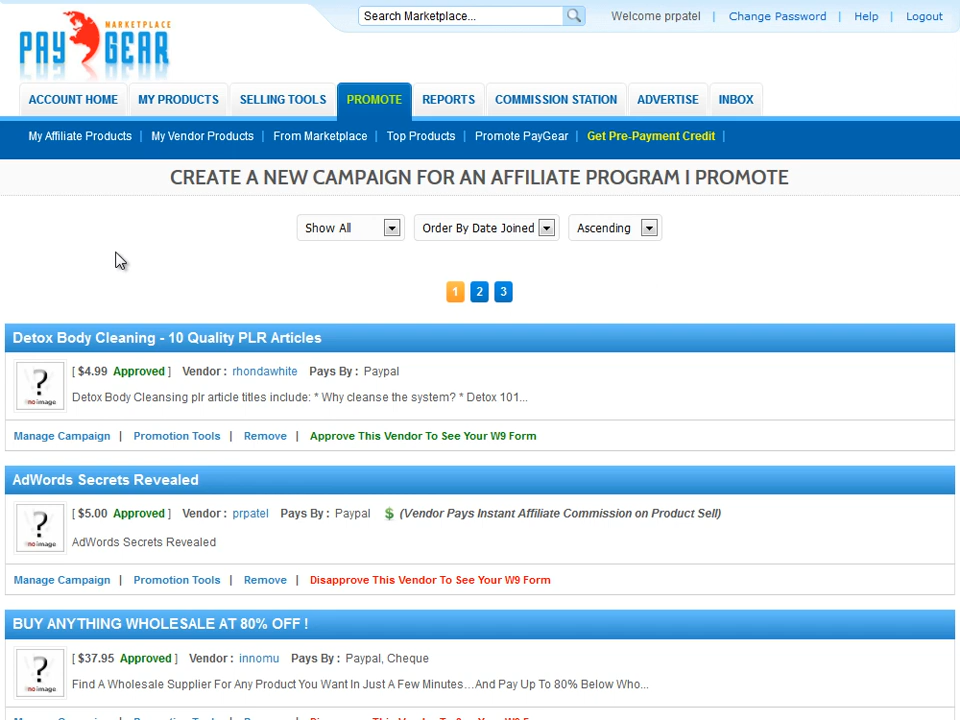 MARKETPLACE
PAY GEAR
Search Marketplace...
Welcome prpatel | Change Password | Help | Logout
ACCOUNT HOME MY PRODUCTS SELLING TOOLS PROMOTE REPORTS COMMISSION STATION ADVERTISE INBOX
My Affiliate Products | My Vendor Products | From Marketplace | Top Products | Promote PayGear | Get Pre-Payment Credit |
CREATE A NEW CAMPAIGN FOR AN AFFILIATE PROGRAM I PROMOTE
Show All Order By Date Joined Ascending
1 2 3
Detox Body Cleaning - 10 Quality PLR Articles
[ $4.99 Approved ] Vendor : rhondawhite Pays By : Paypal
? no image
Detox Body Cleansing plr article titles include: * Why cleanse the system? * Detox 101...
Manage Campaign | Promotion Tools | Remove | Approve This Vendor To See Your W9 Form
AdWords Secrets Revealed
[ $5.00 Approved ] Vendor : prpatel Pays By : Paypal $ (Vendor Pays Instant Affiliate Commission on Product Sell)
? no image
AdWords Secrets Revealed
Manage Campaign | Promotion Tools | Remove | Disapprove This Vendor To See Your W9 Form
BUY ANYTHING WHOLESALE AT 80% OFF !
[ $37.95 Approved ] Vendor : innomu Pays By : Paypal, Cheque
? no image
Find A Wholesale Supplier For Any Product You Want In Just A Few Minutes…And Pay Up To 80% Below Who...